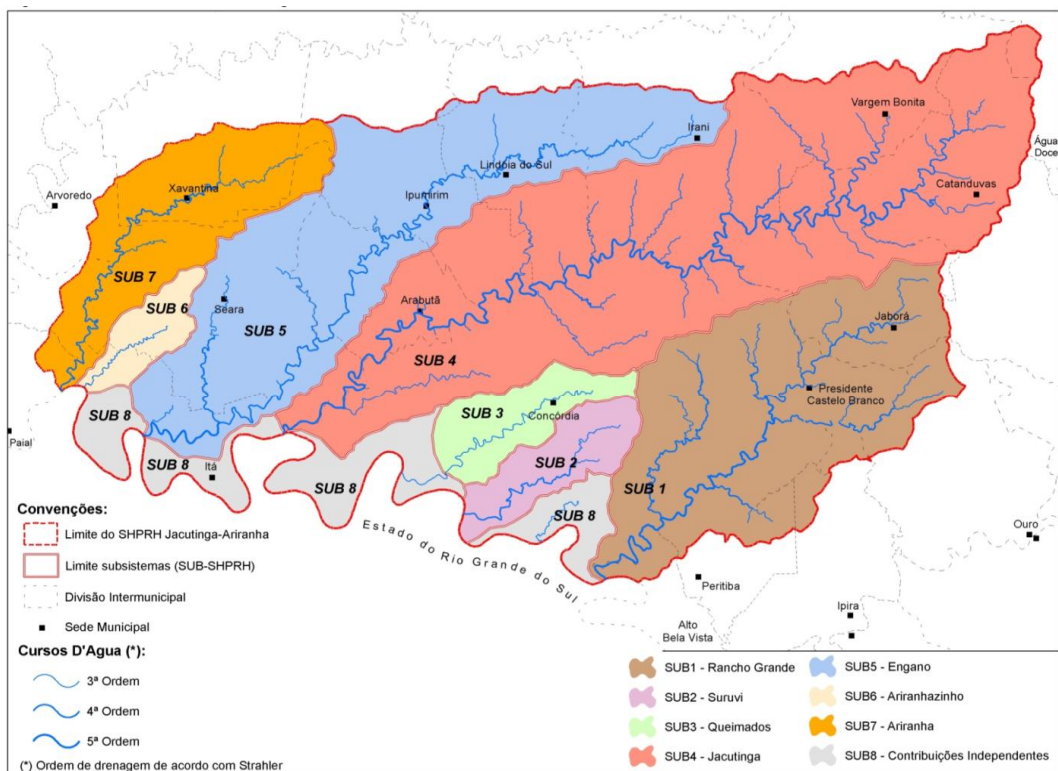 Vargem Bonita
Irani
Água
Doce
Lindóia do Sul
Catanduvas
Xavantina
Arvoredo
Ipumirim
SUB 7
SUB 6
Seara
SUB 5
Arabutã
Jaborá
SUB 4
Presidente
Castelo Branco
SUB 3
Concórdia
SUB 8
Paial
SUB 8
Itá
SUB 2
SUB 8
SUB 1
SUB 8
Estado do Rio Grande do Sul
Ouro
Peritiba
Ipira
Alto
Bela Vista
Convenções:
Limite do SHPRH Jacutinga-Ariranha
Limite subsistemas (SUB-SHPRH)
Divisão Intermunicipal
Sede Municipal
Cursos D'Agua (*):
3ª Ordem
4ª Ordem
5ª Ordem
(*) Ordem de drenagem de acordo com Strahler
SUB1 - Rancho Grande
SUB2 - Suruvi
SUB3 - Queimados
SUB4 - Jacutinga
SUB5 - Engano
SUB6 - Ariranhazinho
SUB7 - Ariranha
SUB8 - Contribuições Independentes